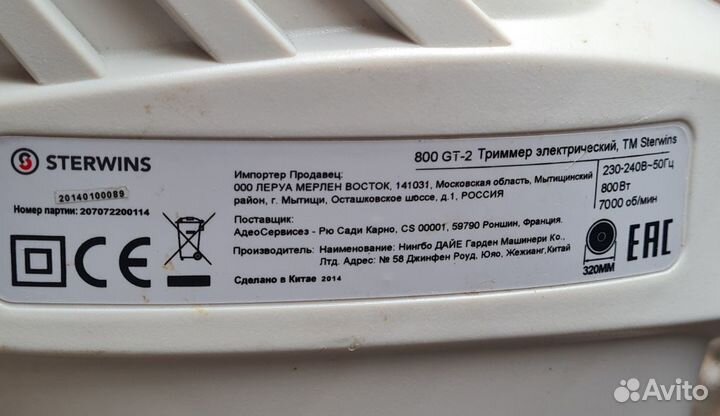 STERWINS
20140100089
Номер партии: 207072200114
800 GT-2 Триммер электрический, ТМ Sterwins
Импортер Продавец:
ООО ЛЕРУА МЕРЛЕН ВОСТОК, 141031, Московская область, Мытищинский
район, г. Мытищи, Осташковское шоссе, д.1, РОССИЯ
Поставщик:
АдеоСервисез - Рю Сади Карно, CS 00001, 59790 Роншин, Франция.
Производитель: Наименование: Нингбо ДАЙЕ Гарден Машинери Ко.,
Лтд. Адрес: № 58 Джинфен Роуд, Юяо, Жежианг,Китай
Сделано в Китае 2014
230-240В~50Гц
800Вт
7000 об/мин
320ММ
CE
EAC
Avito